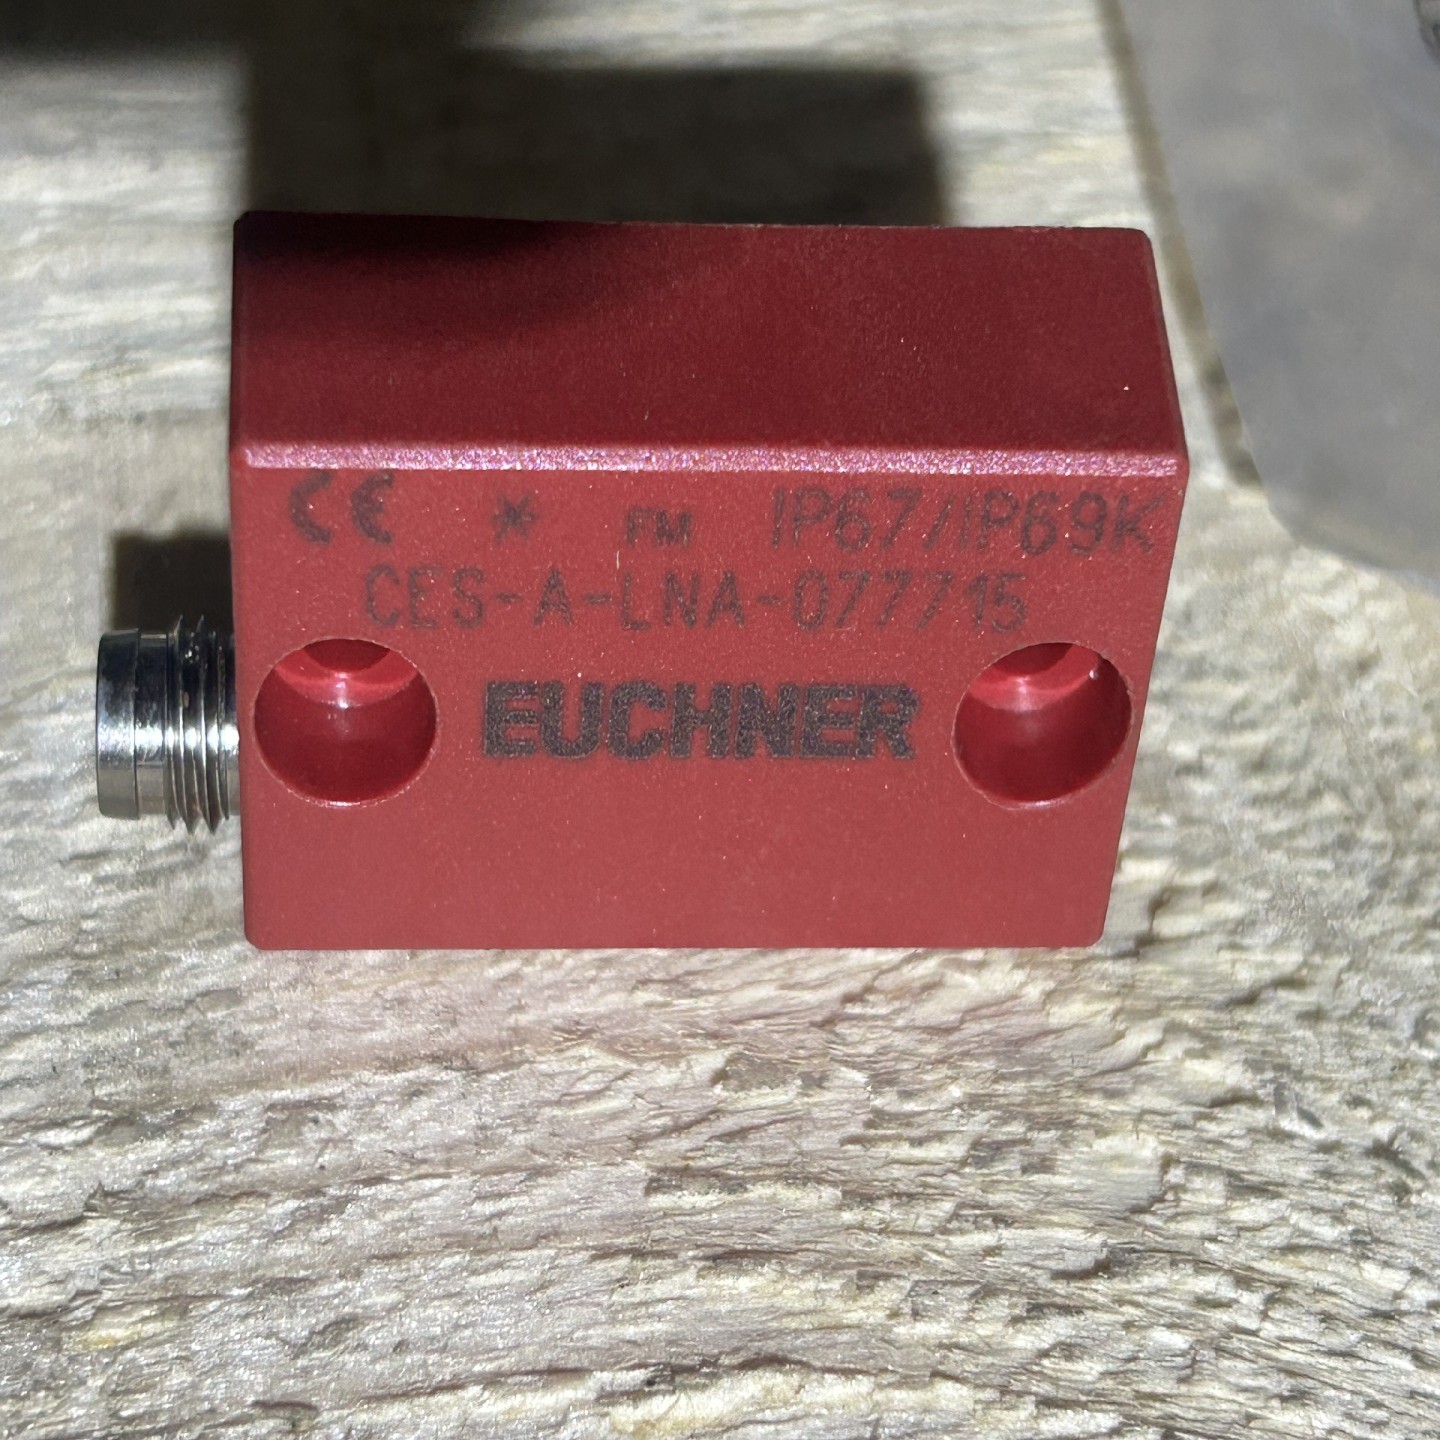 CE * FM IP67/IP69K
CES-A-LNA-077715
EUCHNER